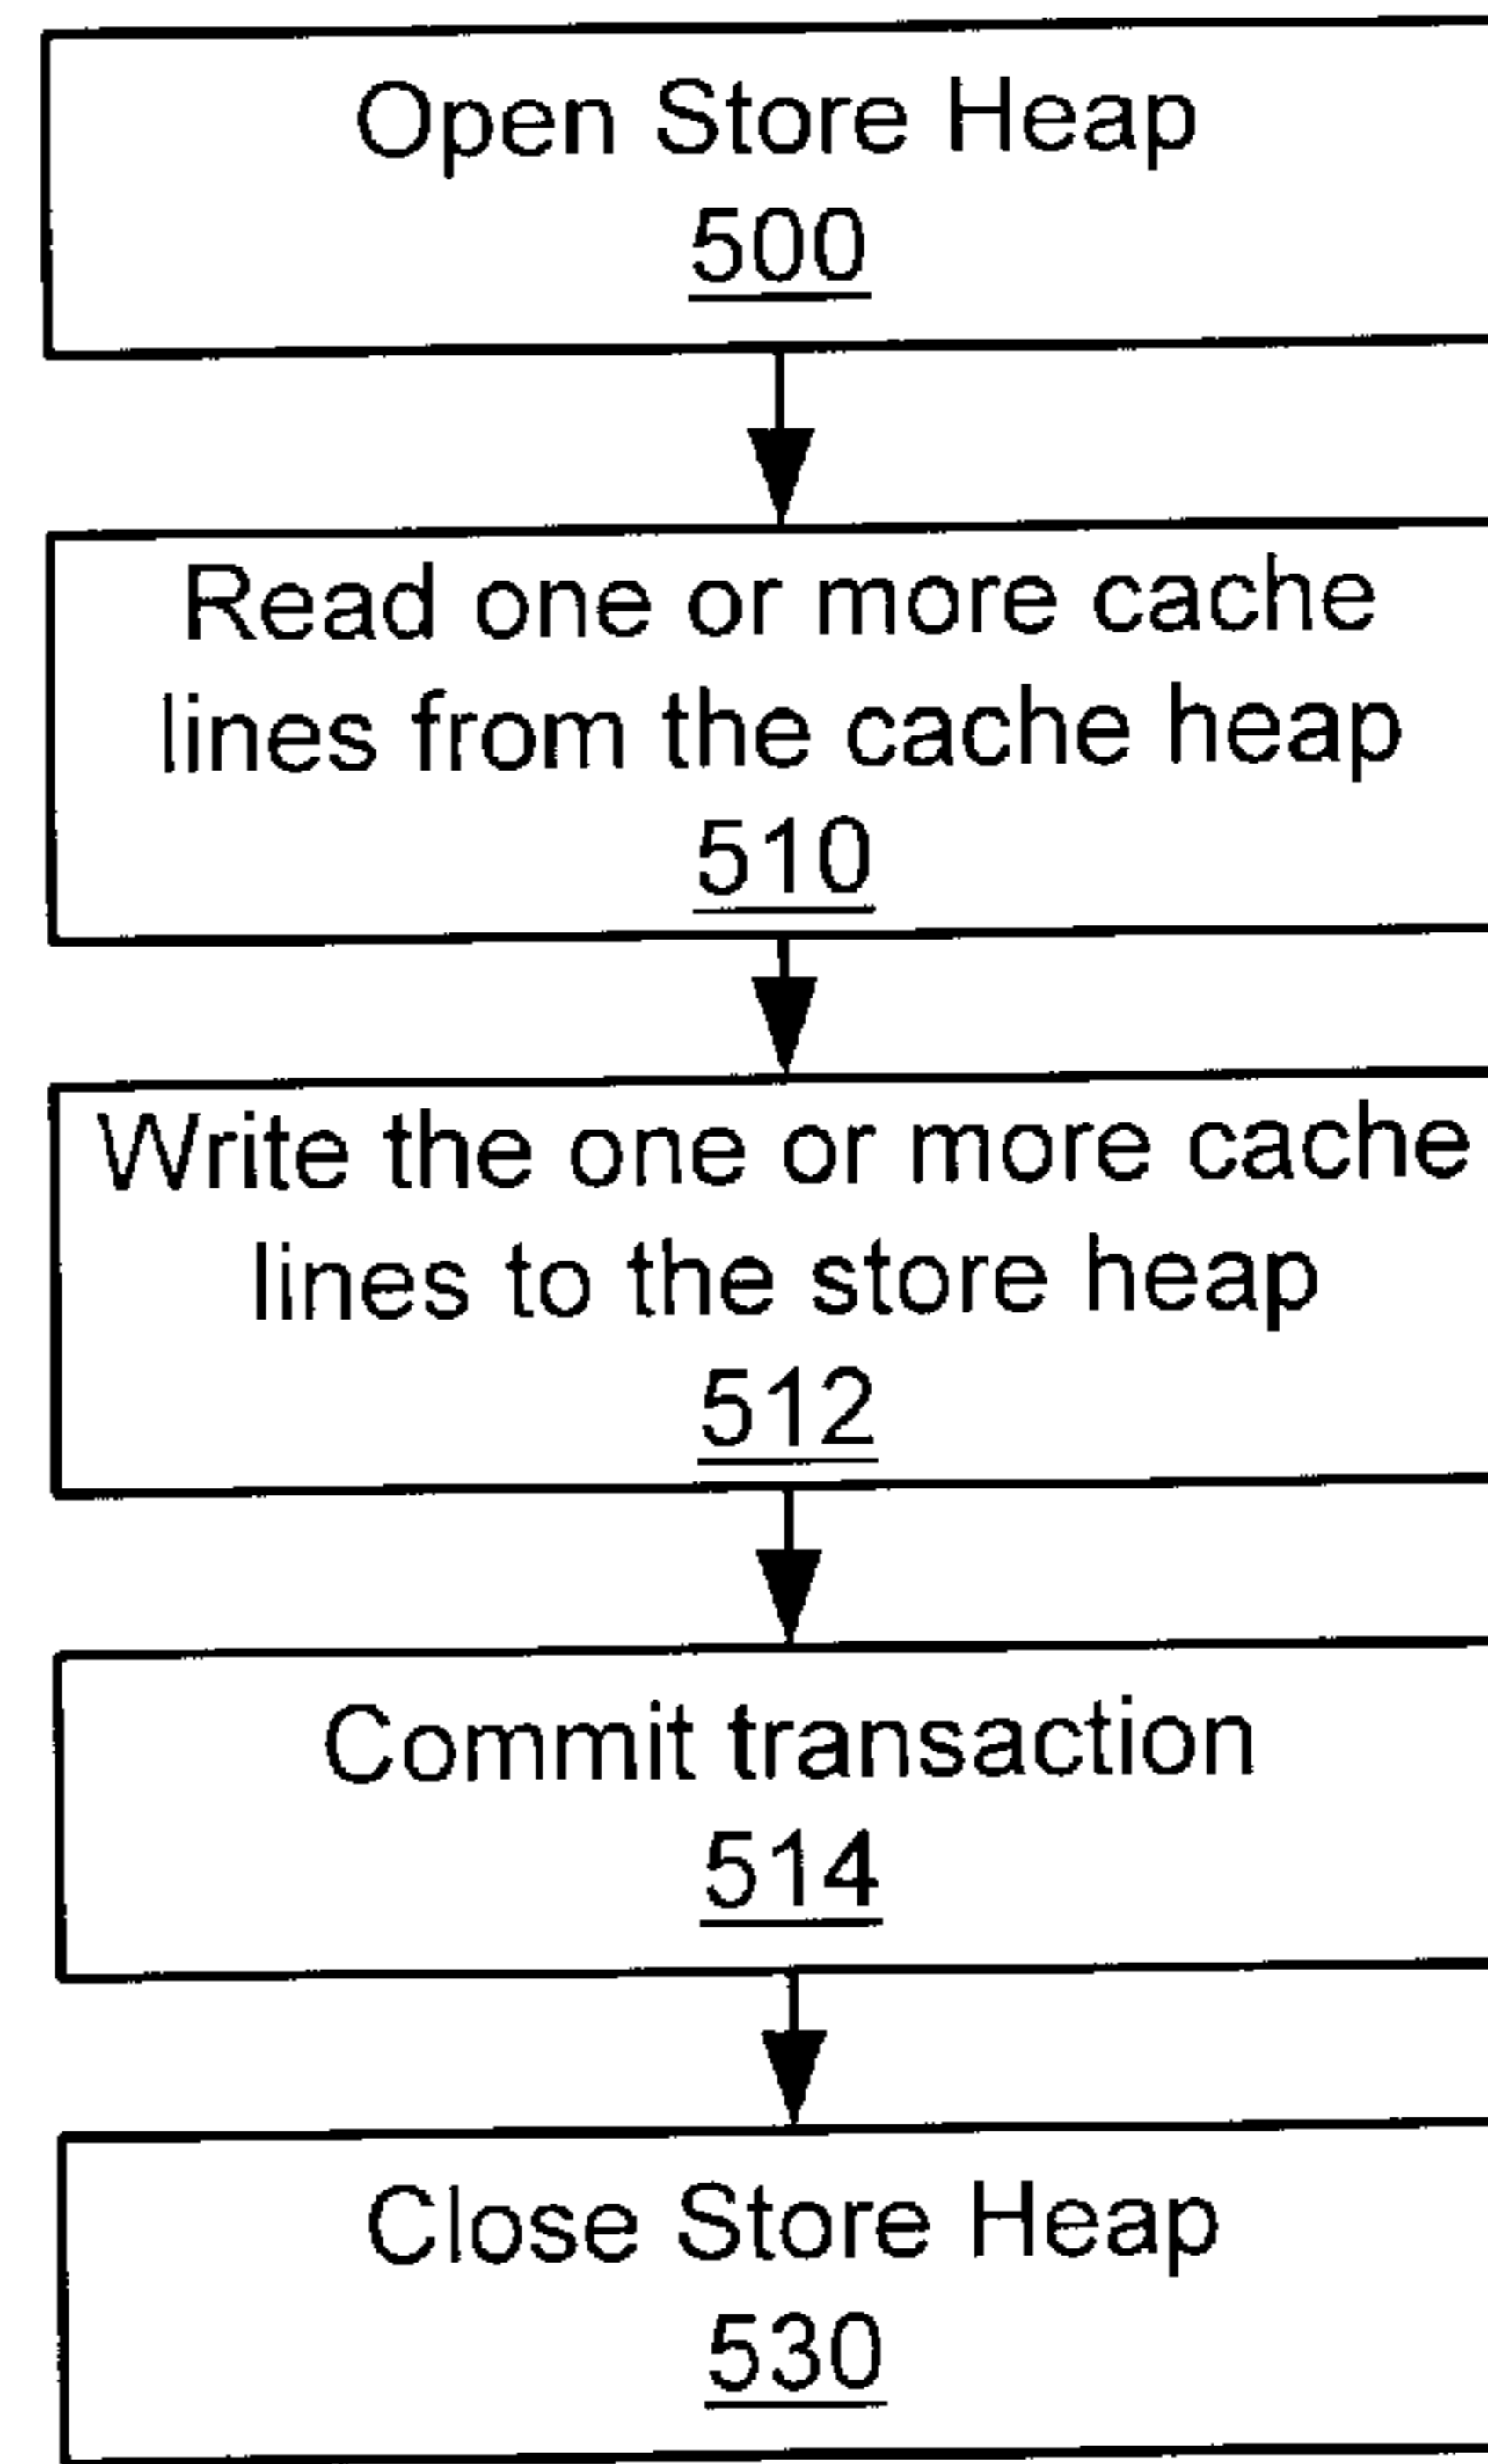 Open Store Heap
500
Read one or more cache
lines from the cache heap
510
Write the one or more cache
lines to the store heap
512
Commit transaction
514
Close Store Heap
530